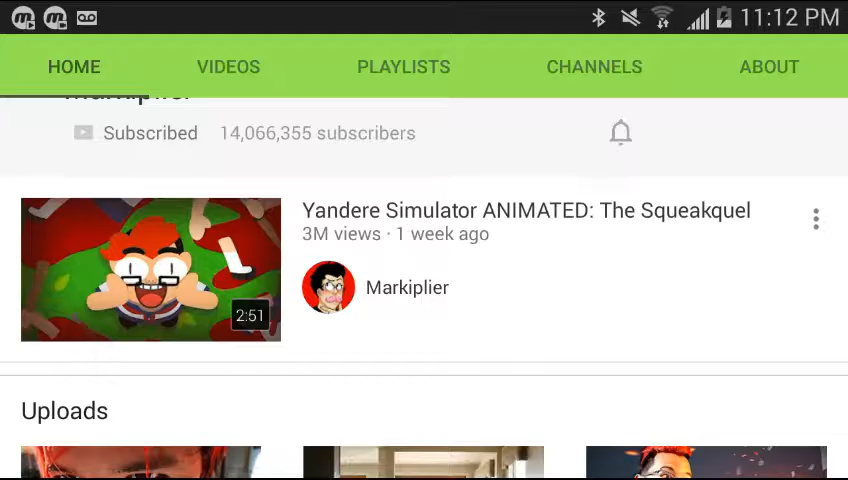 11:12 PM
HOME VIDEOS PLAYLISTS CHANNELS ABOUT
Markiplier
Subscribed 14,066,355 subscribers
Yandere Simulator ANIMATED: The Squeakquel
3M views · 1 week ago
Markiplier
2:51
Uploads